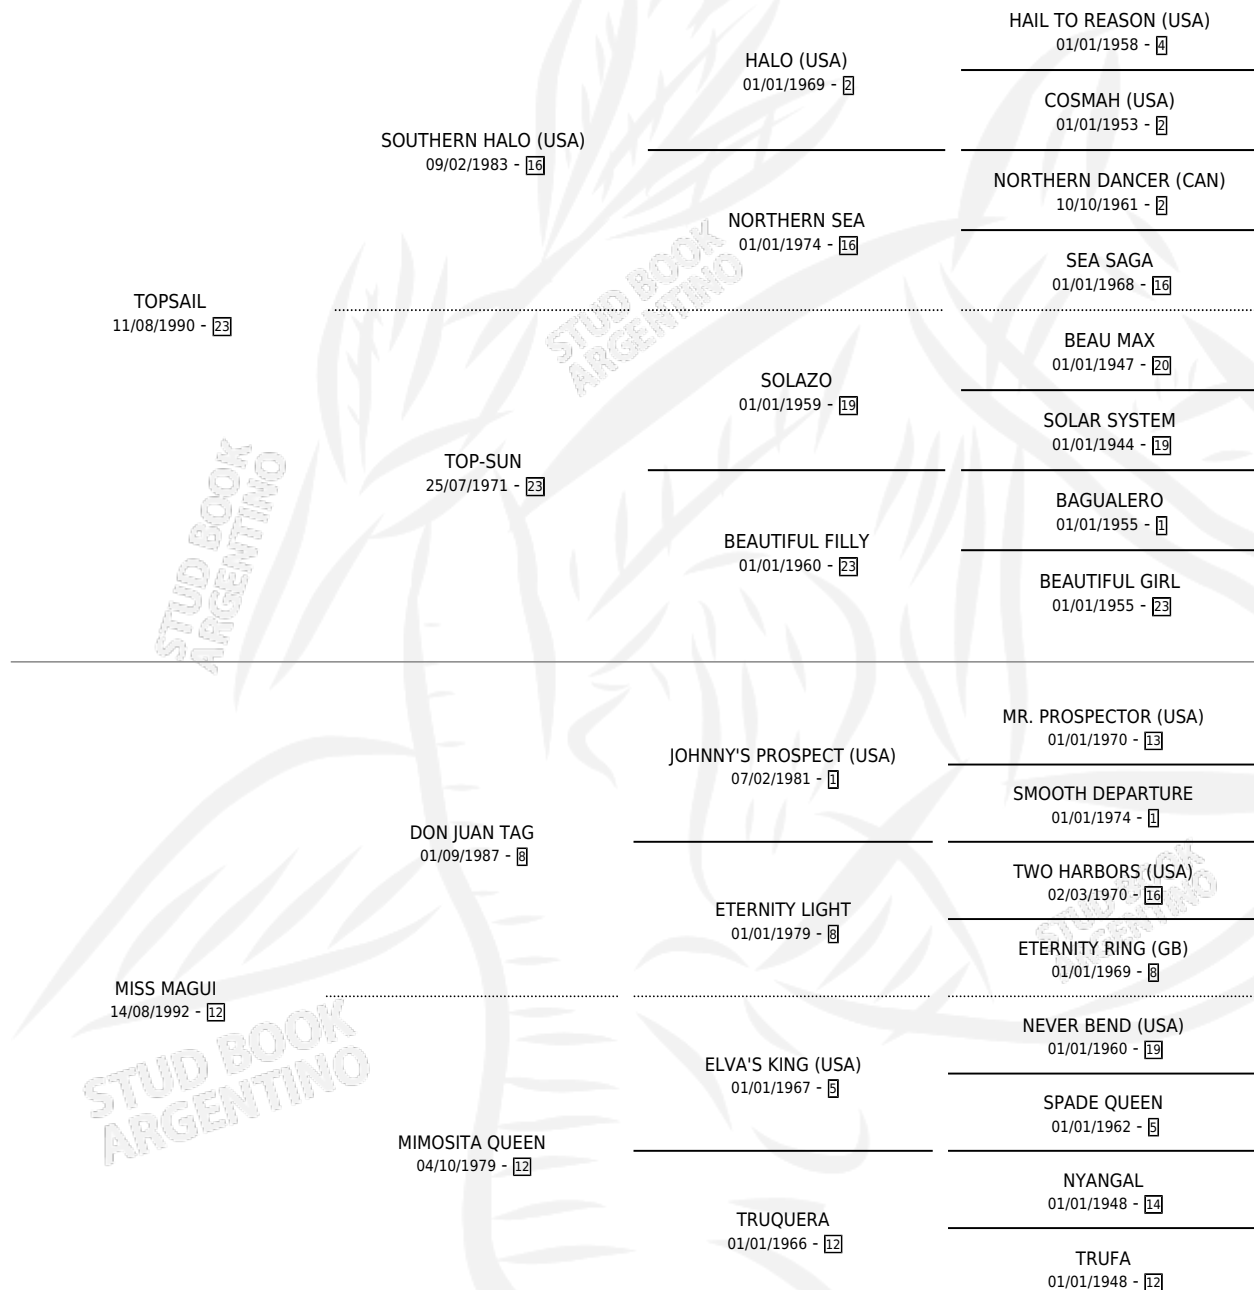 HAIL TO REASON (USA)
01/01/1958 - 4
HALO (USA)
01/01/1969 - 2
COSMAH (USA)
01/01/1953 - 2
SOUTHERN HALO (USA)
09/02/1983 - 16
NORTHERN DANCER (CAN)
10/10/1961 - 2
NORTHERN SEA
01/01/1974 - 16
SEA SAGA
01/01/1968 - 16
TOPSAIL
11/08/1990 - 23
BEAU MAX
01/01/1947 - 20
SOLAZO
01/01/1959 - 19
SOLAR SYSTEM
01/01/1944 - 19
TOP-SUN
25/07/1971 - 23
BAGUALERO
01/01/1955 - 1
BEAUTIFUL FILLY
01/01/1960 - 23
BEAUTIFUL GIRL
01/01/1955 - 23
STUD BOOK
ARGENTINO
STUD BOOK
ARGENTINO
MR. PROSPECTOR (USA)
01/01/1970 - 13
JOHNNY'S PROSPECT (USA)
07/02/1981 - 1
SMOOTH DEPARTURE
01/01/1974 - 1
DON JUAN TAG
01/09/1987 - 8
TWO HARBORS (USA)
02/03/1970 - 16
ETERNITY LIGHT
01/01/1979 - 8
ETERNITY RING (GB)
01/01/1969 - 8
STUD BOOK
ARGENTINO
MISS MAGUI
14/08/1992 - 12
NEVER BEND (USA)
01/01/1960 - 19
ELVA'S KING (USA)
01/01/1967 - 5
SPADE QUEEN
01/01/1962 - 5
MIMOSITA QUEEN
04/10/1979 - 12
NYANGAL
01/01/1948 - 14
TRUQUERA
01/01/1966 - 12
TRUFA
01/01/1948 - 12
STUD BOOK
ARGENTINO